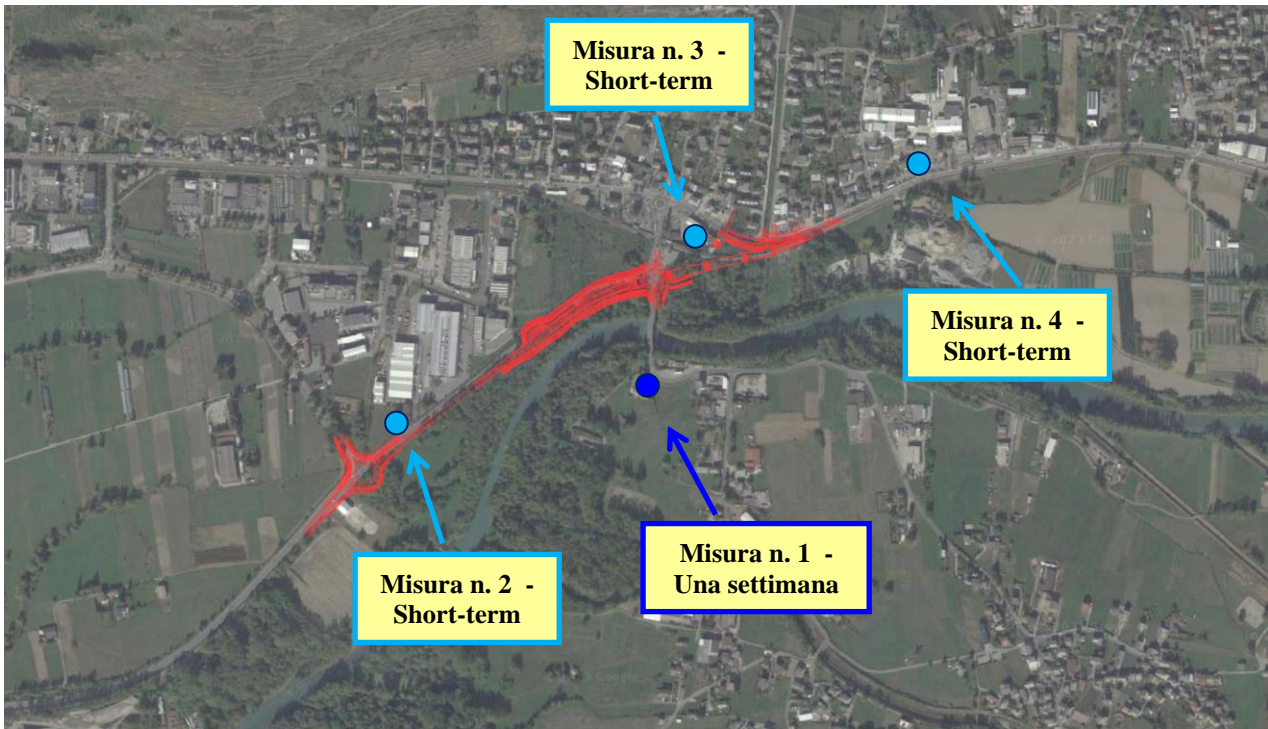 Misura n. 3 -
Short-term
Misura n. 4 -
Short-term
Misura n. 1 -
Una settimana
Misura n. 2 -
Short-term